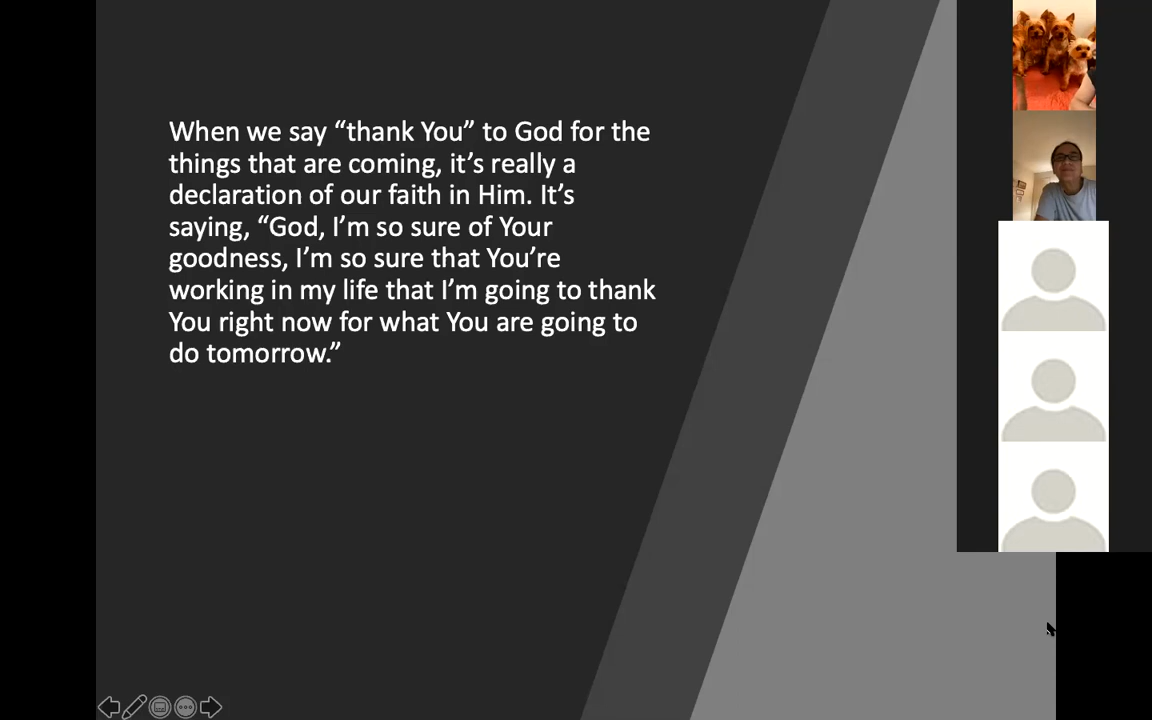 When we say “thank You” to God for the
things that are coming, it’s really a
declaration of our faith in Him. It’s
saying, “God, I’m so sure of Your
goodness, I’m so sure that You’re
working in my life that I’m going to thank
You right now for what You are going to
do tomorrow.”